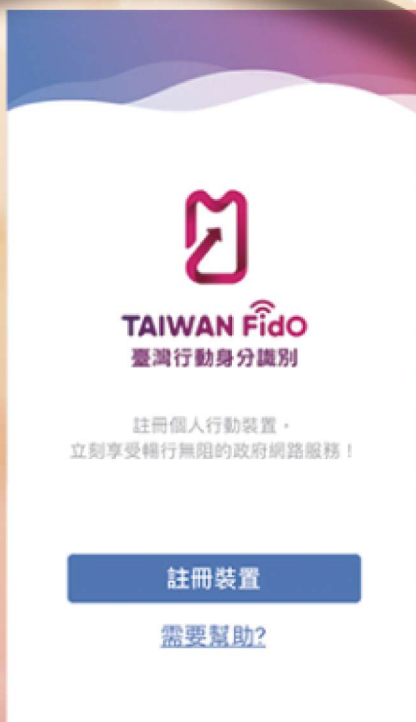 TAIWAN FidO
臺灣行動身分識別
註冊個人行動裝置，
立刻享受暢行無阻的政府網路服務！
註冊裝置
需要幫助?